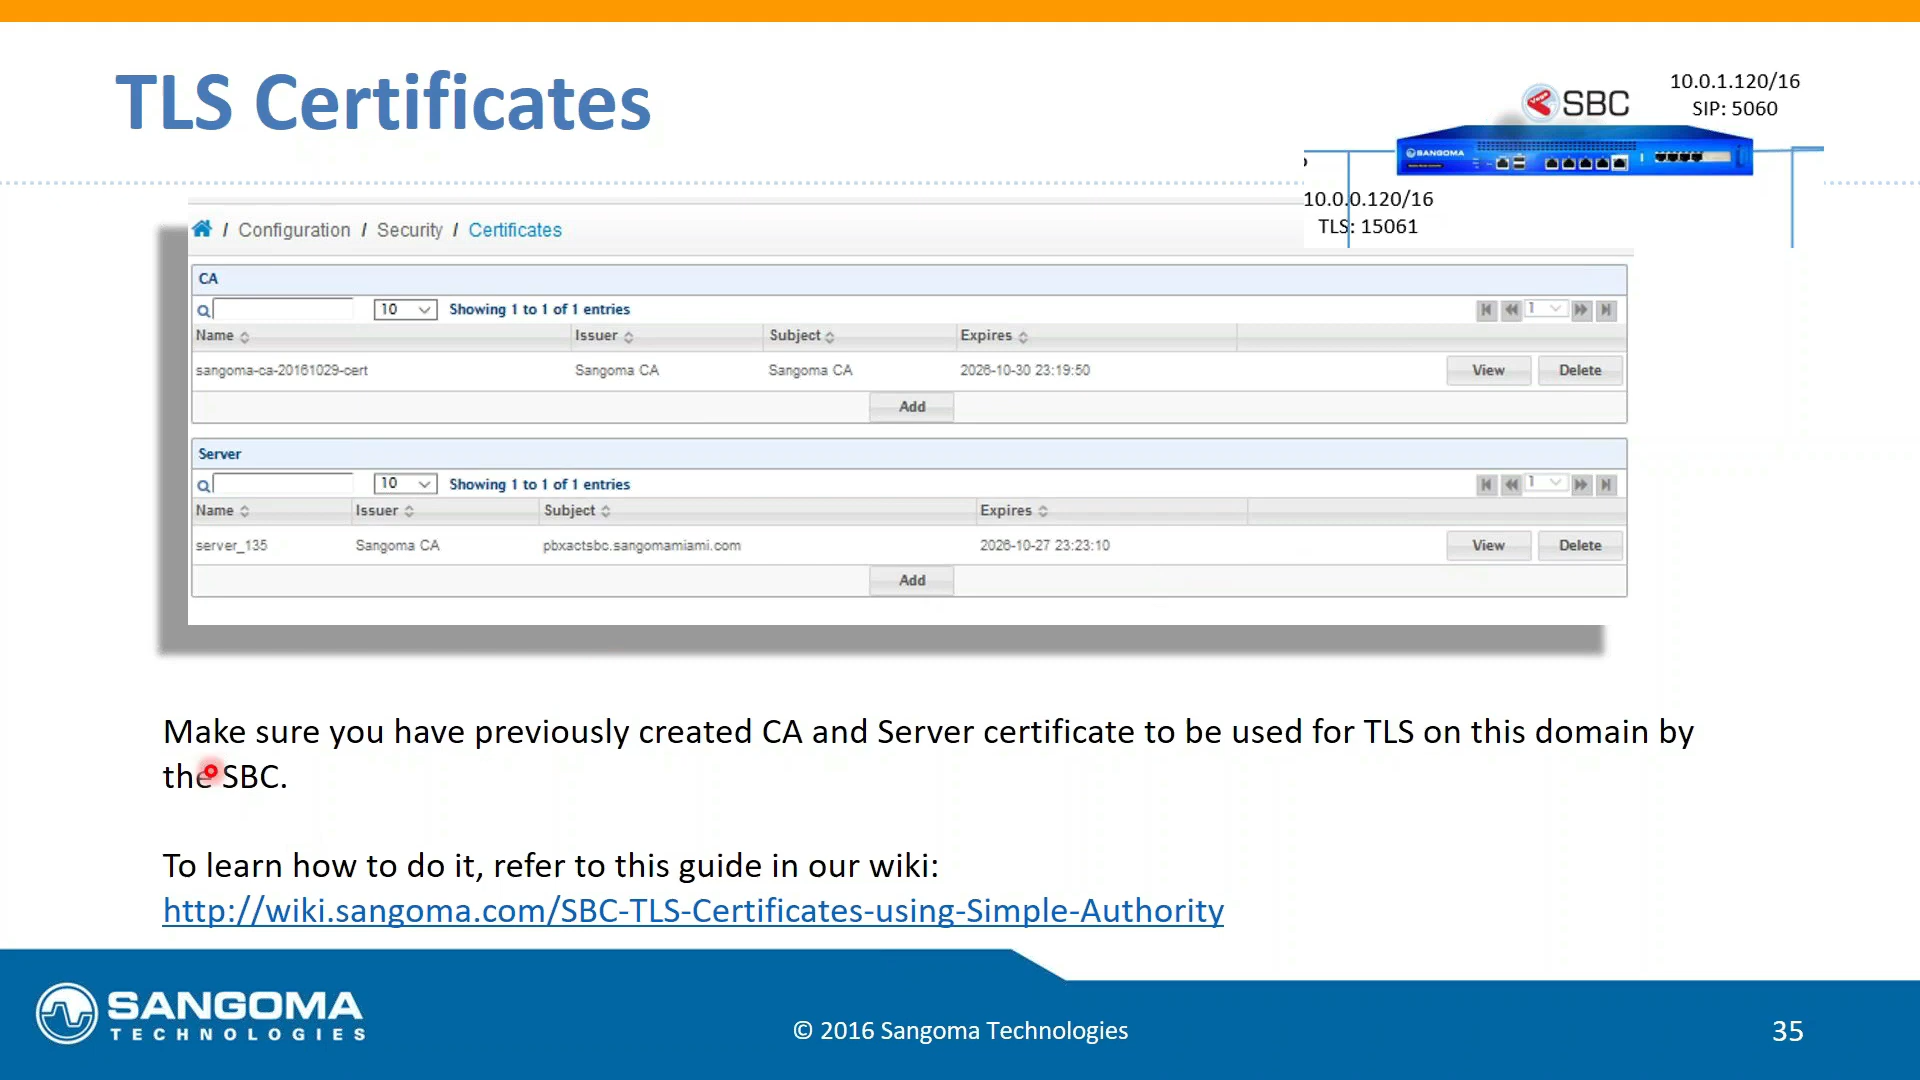 TLS Certificates
SBC
10.0.1.120/16
SIP: 5060
SANGOMA
10.0.0.120/16
TLS: 15061
/ Configuration / Security / Certificates
CA
10 Showing 1 to 1 of 1 entries 1
Name Issuer Subject Expires
sangoma-ca-20161029-cert Sangoma CA Sangoma CA 2026-10-30 23:19:50 View Delete
Add
Server
10 Showing 1 to 1 of 1 entries 1
Name Issuer Subject Expires
server_135 Sangoma CA pbxactsbc.sangomamiami.com 2026-10-27 23:23:10 View Delete
Add
Make sure you have previously created CA and Server certificate to be used for TLS on this domain by
the SBC.
To learn how to do it, refer to this guide in our wiki:
http://wiki.sangoma.com/SBC-TLS-Certificates-using-Simple-Authority
SANGOMA
TECHNOLOGIES
© 2016 Sangoma Technologies
35